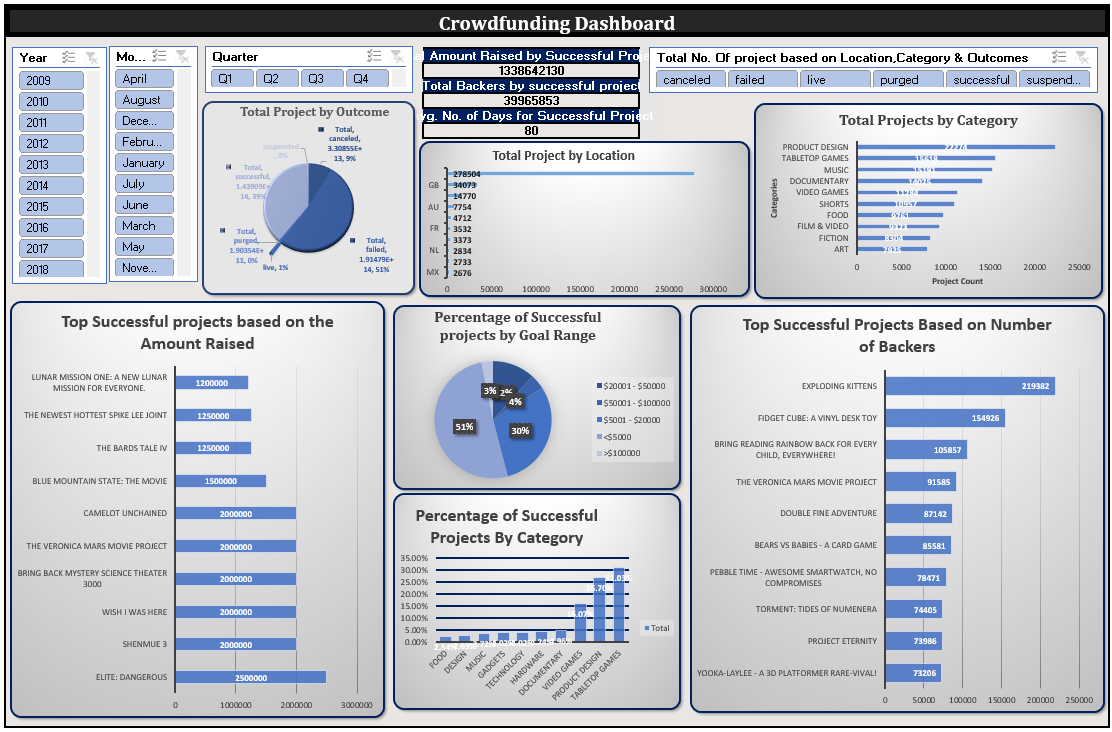 Crowdfunding Dashboard
Year
2009
2010
2011
2012
2013
2014
2015
2016
2017
2018
Mo...
April
August
Dece...
Febru...
January
July
June
March
May
Nove...
Quarter
Q1
Q2
Q3
Q4
Amount Raised by Successful Proj
1338642130
Total Backers by successful project
39965853
vg. No. of Days for Successful Project
80
Total No. Of project based on Location,Category & Outcomes
canceled
failed
live
purged
successful
suspend...
Total Project by Outcome
suspended
, 0%
Total,
canceled,
3.30855E+
13, 9%
Total,
successful,
1.43909E+
14, 39%
Total,
purged,
1.90354E+
11, 0%
live, 1%
Total,
failed,
1.91479E+
14, 51%
Total Project by Location
278504
GB 34073
14770
AU 7754
4712
FR 3532
3373
NL 2834
2733
MX 2676
0 50000 100000 150000 200000 250000 300000
Total Projects by Category
Categories
PRODUCT DESIGN 22274
TABLETOP GAMES
MUSIC
DOCUMENTARY
VIDEO GAMES
SHORTS 10957
FOOD
FILM & VIDEO
FICTION
ART
0 5000 10000 15000 20000 25000
Project Count
Top Successful projects based on the
Amount Raised
LUNAR MISSION ONE: A NEW LUNAR
MISSION FOR EVERYONE.
1200000
THE NEWEST HOTTEST SPIKE LEE JOINT 1250000
THE BARDS TALE IV 1250000
BLUE MOUNTAIN STATE: THE MOVIE 1500000
CAMELOT UNCHAINED 2000000
THE VERONICA MARS MOVIE PROJECT 2000000
BRING BACK MYSTERY SCIENCE THEATER
3000
2000000
WISH I WAS HERE 2000000
SHENMUE 3 2000000
ELITE: DANGEROUS 2500000
0 1000000 2000000 3000000
Percentage of Successful
projects by Goal Range
3%
2%
4%
30%
51%
$20001 - $50000
$50001 - $100000
$5001 - $20000
<$5000
>$100000
Percentage of Successful
Projects By Category
35.00%
30.00%
25.00%
20.00%
15.00%
10.00%
5.00%
0.00%
16.07%
FOOD
DESIGN
MUSIC
GADGETS
TECHNOLOGY
HARDWARE
DOCUMENTARY
VIDEO GAMES
PRODUCT DESIGN
TABLETOP GAMES
Total
Top Successful Projects Based on Number
of Backers
EXPLODING KITTENS 219382
FIDGET CUBE: A VINYL DESK TOY 154926
BRING READING RAINBOW BACK FOR EVERY
CHILD, EVERYWHERE!
105857
THE VERONICA MARS MOVIE PROJECT 91585
DOUBLE FINE ADVENTURE 87142
BEARS VS BABIES - A CARD GAME 85581
PEBBLE TIME - AWESOME SMARTWATCH, NO
COMPROMISES
78471
TORMENT: TIDES OF NUMENERA 74405
PROJECT ETERNITY 73986
YOOKA-LAYLEE - A 3D PLATFORMER RARE-VIVAL! 73206
0 50000 100000 150000 200000 250000